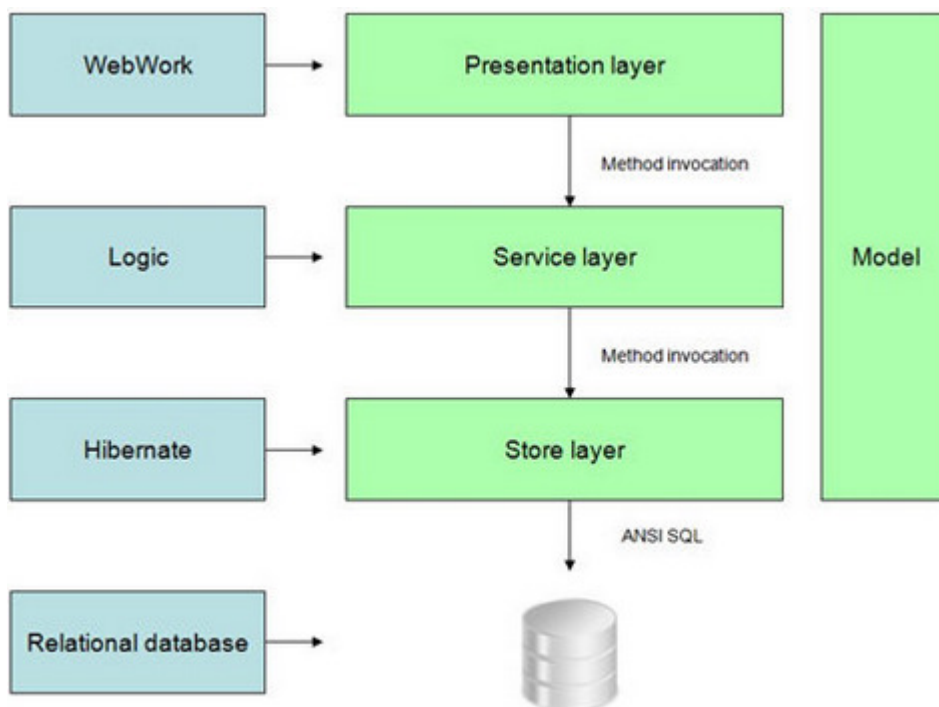 WebWork
Presentation layer
Method invocation
Logic
Service layer
Model
Method invocation
Hibernate
Store layer
ANSI SQL
Relational database